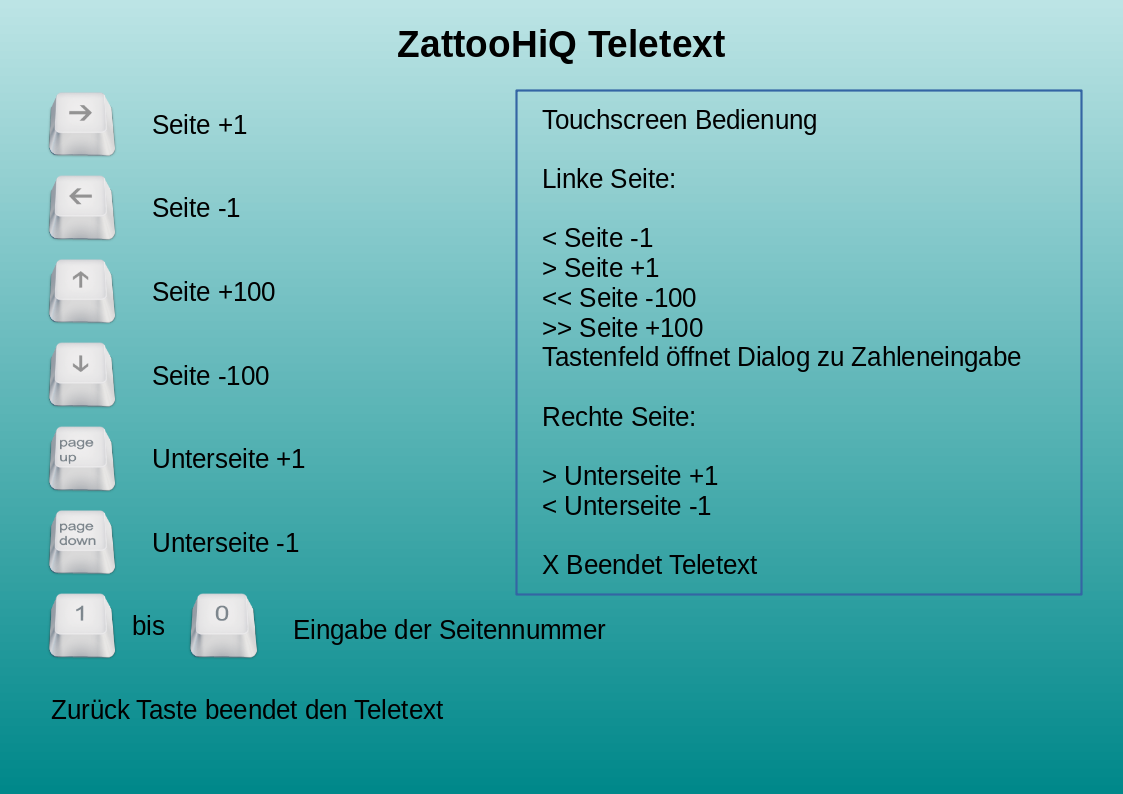 ZattooHiQ Teletext
→ Seite +1
← Seite -1
↑ Seite +100
↓ Seite -100
page
up
Unterseite +1
page
down
Unterseite -1
1 bis 0 Eingabe der Seitennummer
Zurück Taste beendet den Teletext
Touchscreen Bedienung
Linke Seite:
< Seite -1
> Seite +1
<< Seite -100
>> Seite +100
Tastenfeld öffnet Dialog zu Zahleneingabe
Rechte Seite:
> Unterseite +1
< Unterseite -1
X Beendet Teletext